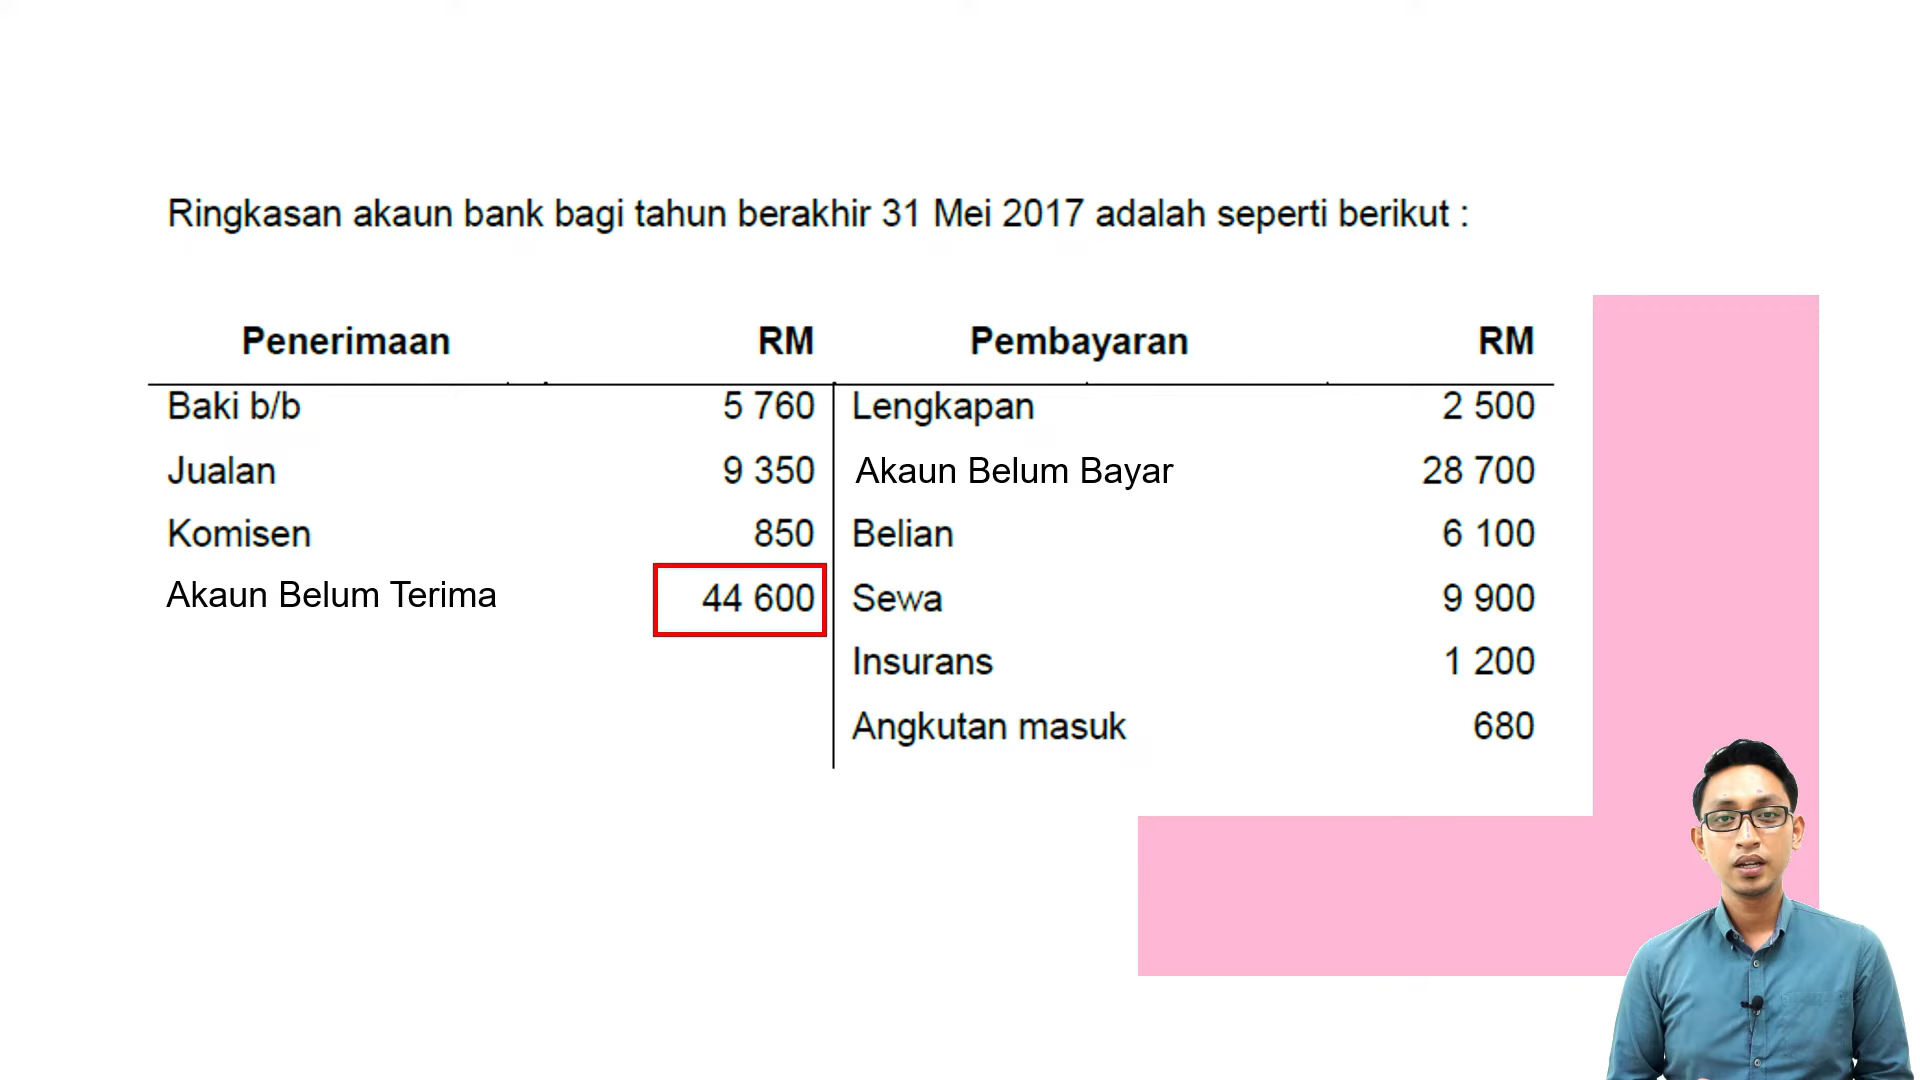 Ringkasan akaun bank bagi tahun berakhir 31 Mei 2017 adalah seperti berikut :
Penerimaan RM Pembayaran RM
Baki b/b 5 760 Lengkapan 2 500
Jualan 9 350 Akaun Belum Bayar 28 700
Komisen 850 Belian 6 100
Akaun Belum Terima 44 600 Sewa 9 900
Insurans 1 200
Angkutan masuk 680